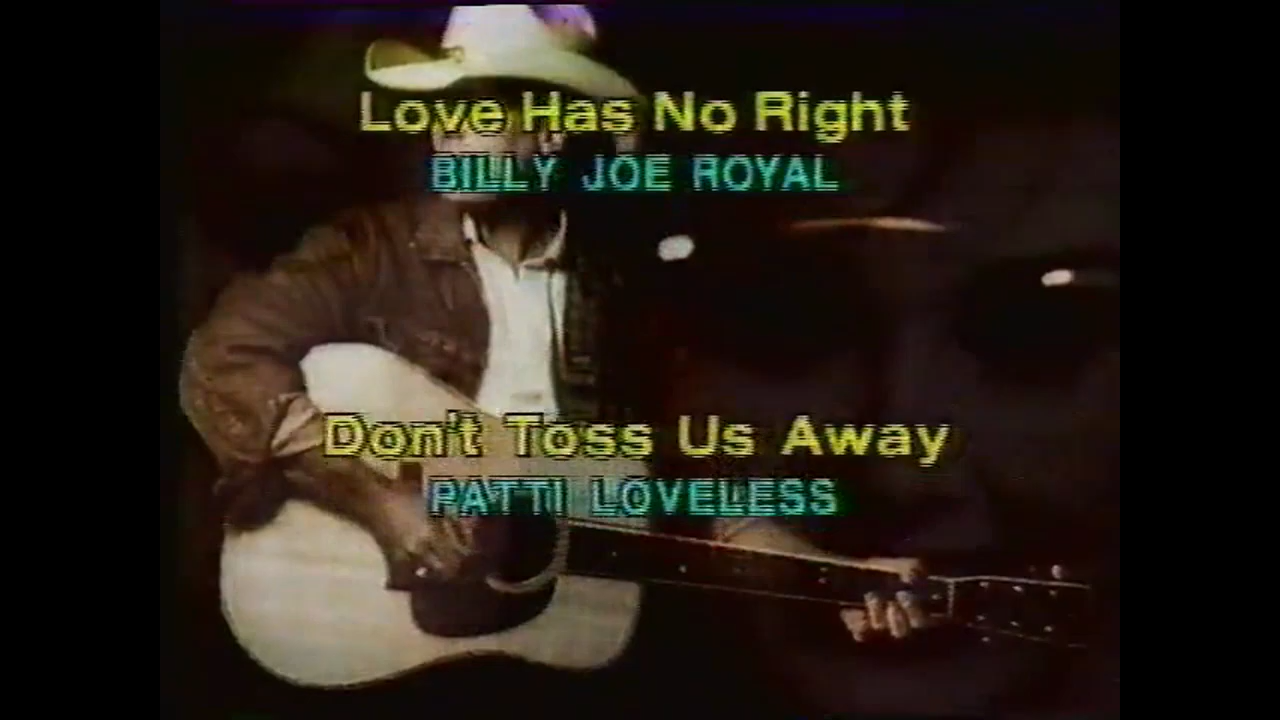 Love Has No Right
BILLY JOE ROYAL
Don't Toss Us Away
PATTI LOVELESS